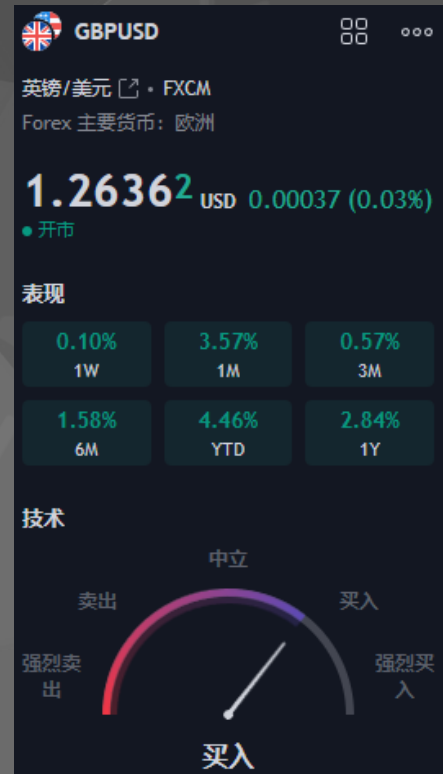 GBPUSD
英镑/美元 • FXCM
Forex 主要货币：欧洲
1.26362 USD 0.00037 (0.03%)
开市
表现
0.10% 3.57% 0.57%
1W 1M 3M
1.58% 4.46% 2.84%
6M YTD 1Y
技术
中立
卖出 买入
强烈卖出 强烈买入
买入